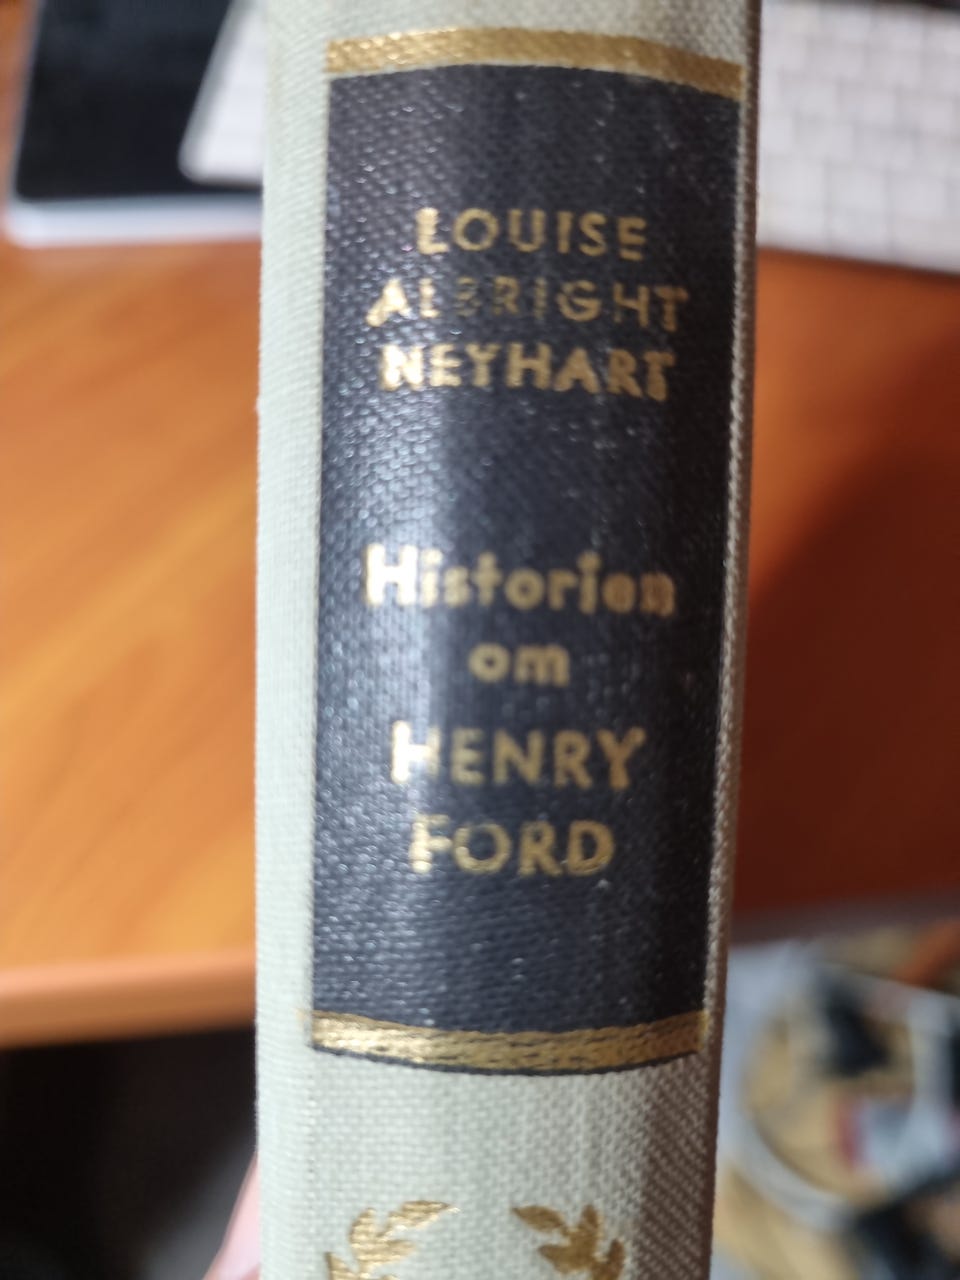 LOUISE
ALBRIGHT
NEYHART
Historien
om
HENRY
FORD